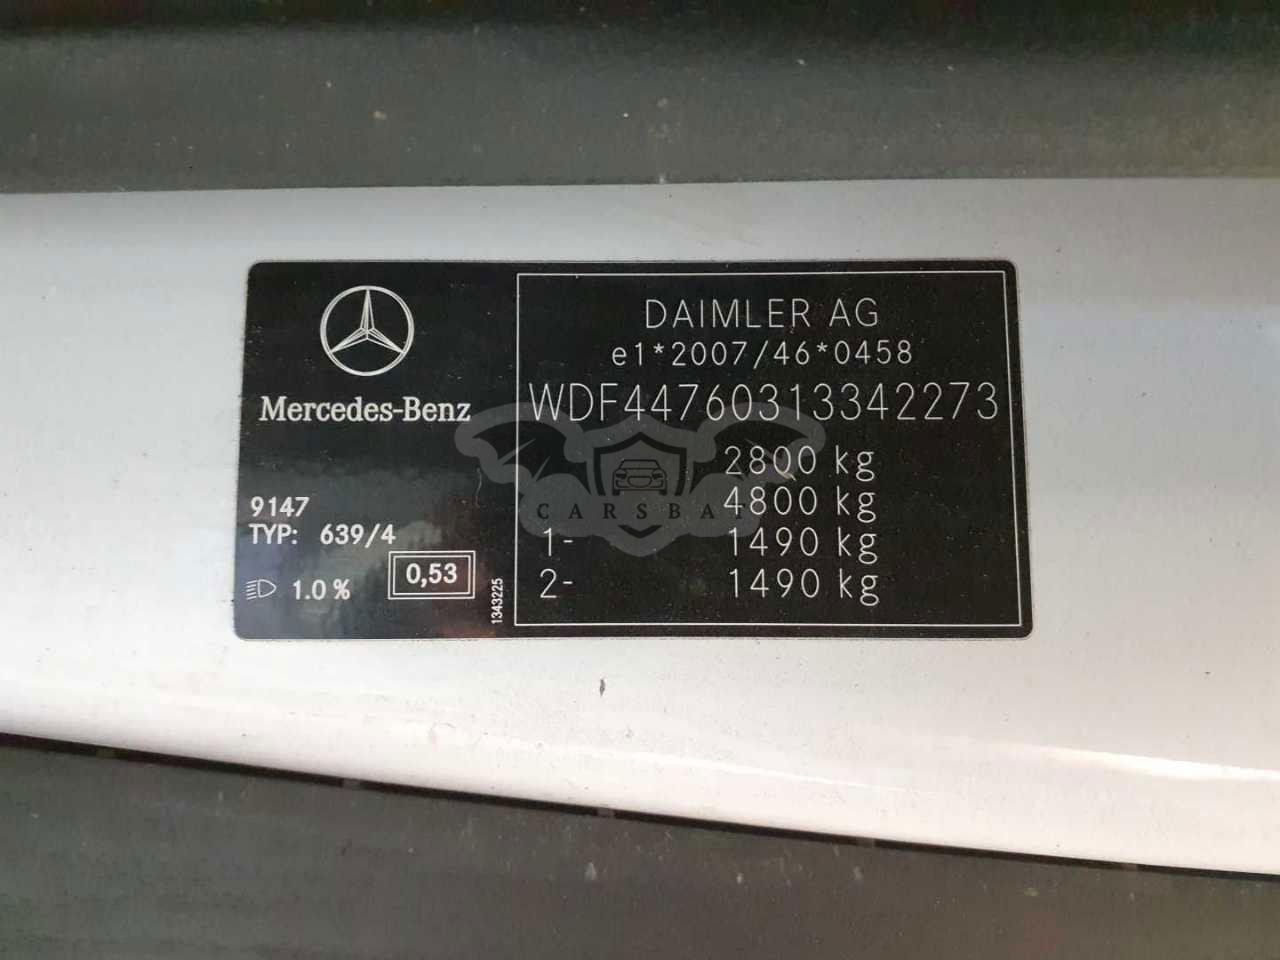 Mercedes-Benz
9147
TYP: 639/4
1.0 %
0,53
1343225
DAIMLER AG
e1*2007/46*0458
WDF44760313342273
2800 kg
4800 kg
1- 1490 kg
2- 1490 kg
CARSBA